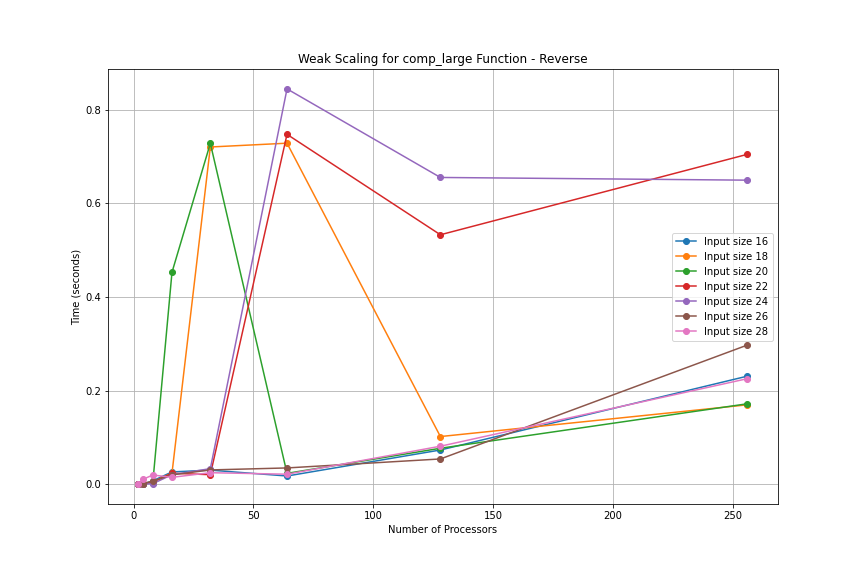 Weak Scaling for comp_large Function - Reverse
Time (seconds)
0.8
0.6
0.4
0.2
0.0
Input size 16
Input size 18
Input size 20
Input size 22
Input size 24
Input size 26
Input size 28
0 50 100 150 200 250
Number of Processors